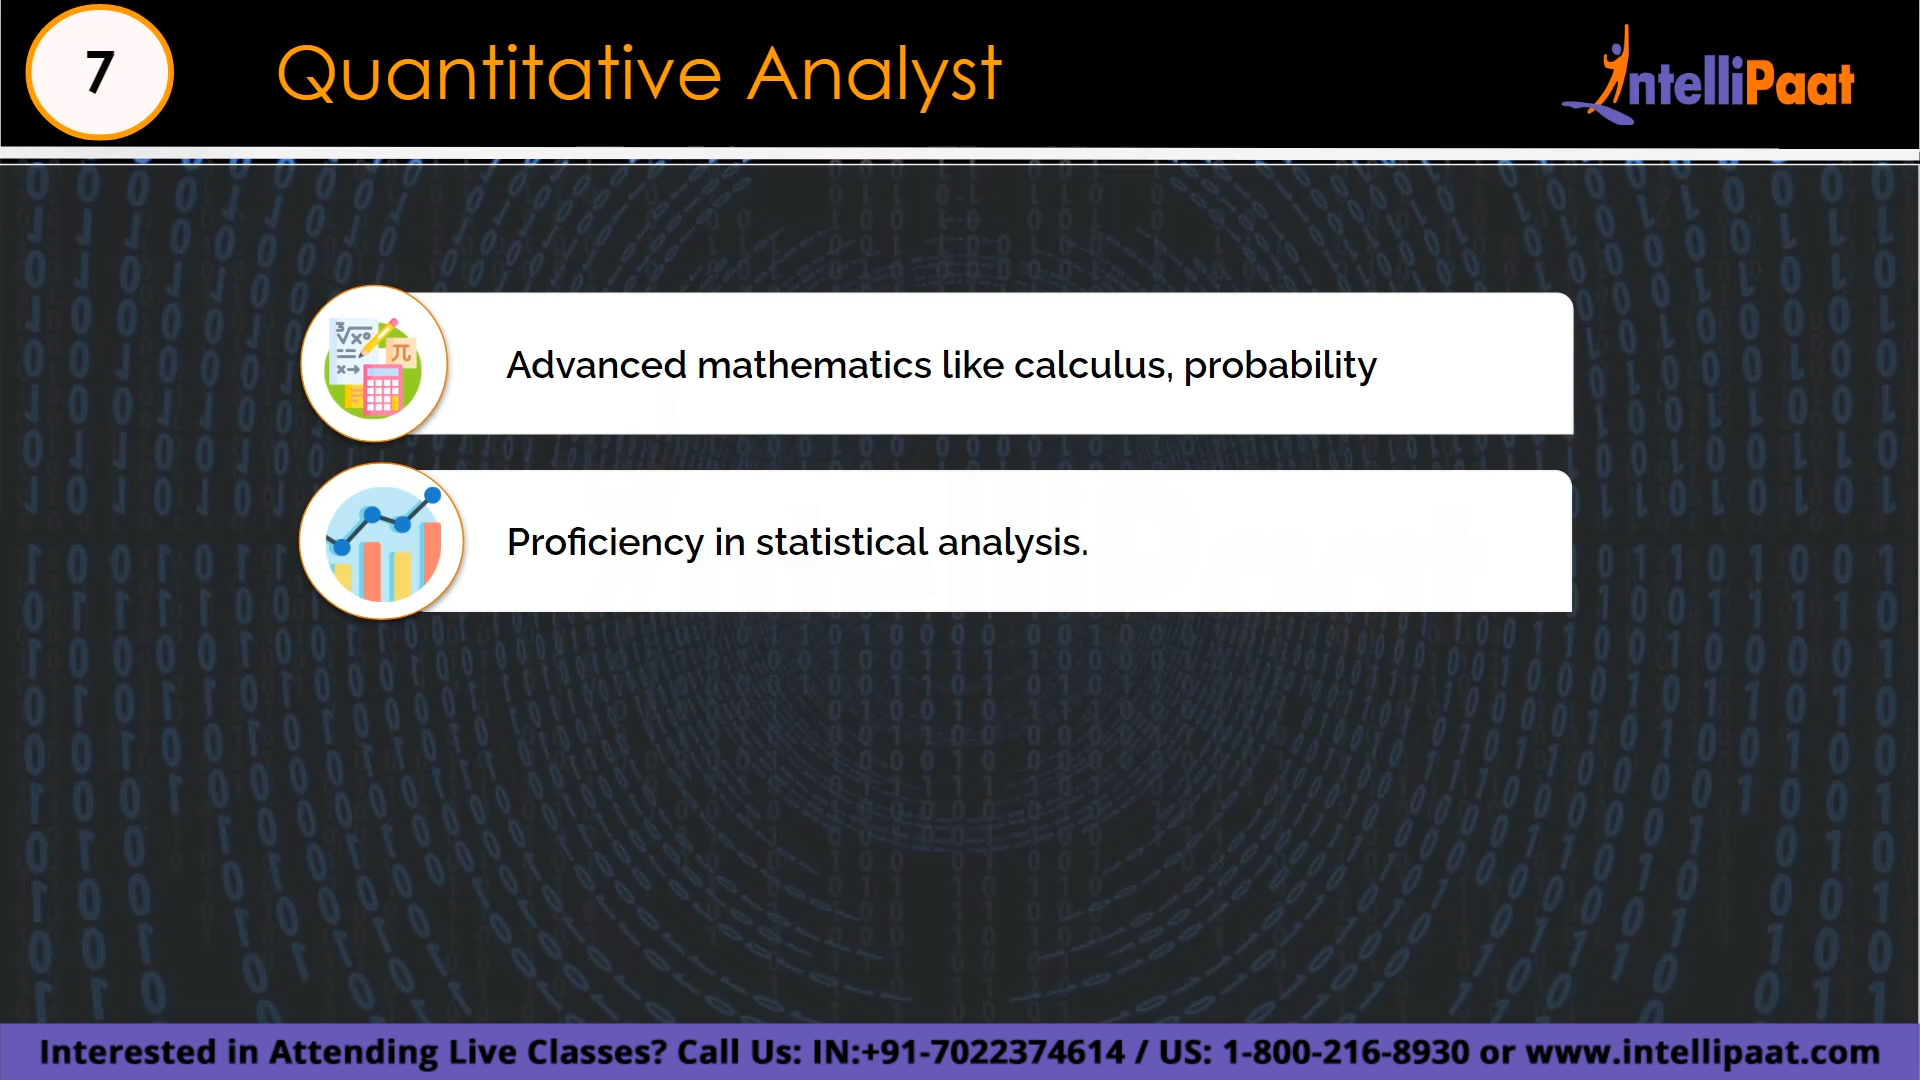 7
Quantitative Analyst
IntelliPaat
Advanced mathematics like calculus, probability
Proficiency in statistical analysis.
Interested in Attending Live Classes? Call Us: IN:+91-7022374614 / US: 1-800-216-8930 or www.intellipaat.com